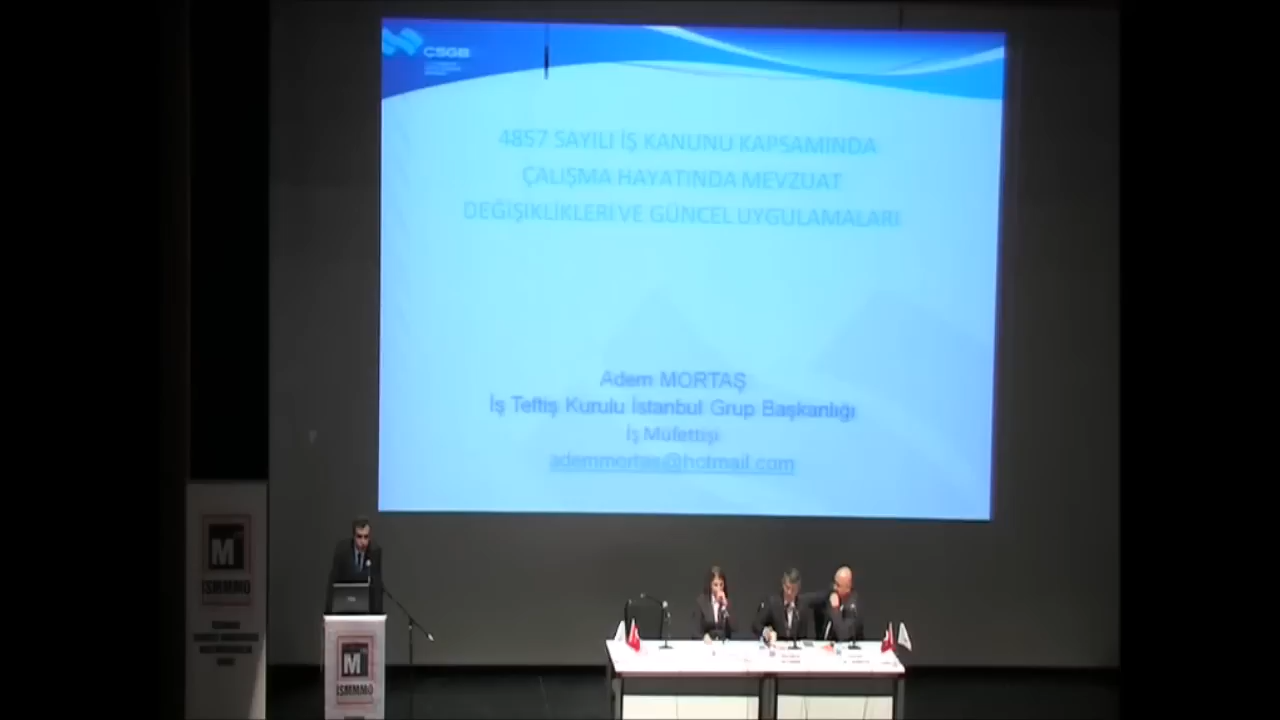 ÇSGB
4857 SAYILI İŞ KANUNU KAPSAMINDA
ÇALIŞMA HAYATINDA MEVZUAT
DEĞİŞİKLİKLERİ VE GÜNCEL UYGULAMALARI
Adem MORTAŞ
İş Teftiş Kurulu İstanbul Grup Başkanlığı
İş Müfettişi
ademmortas@hotmail.com
M
İSMMMO
M
İSMMMO